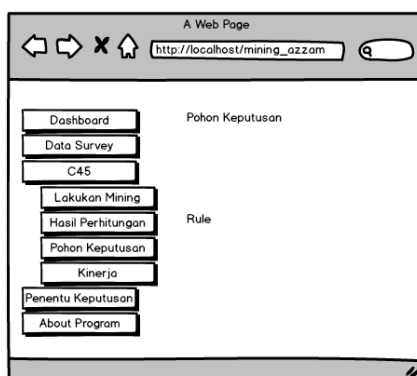 A Web Page
http://localhost/mining_azzam
Dashboard
Pohon Keputusan
Data Survey
C45
Lakukan Mining
Hasil Perhitungan
Rule
Pohon Keputusan
Kinerja
Penentu Keputusan
About Program